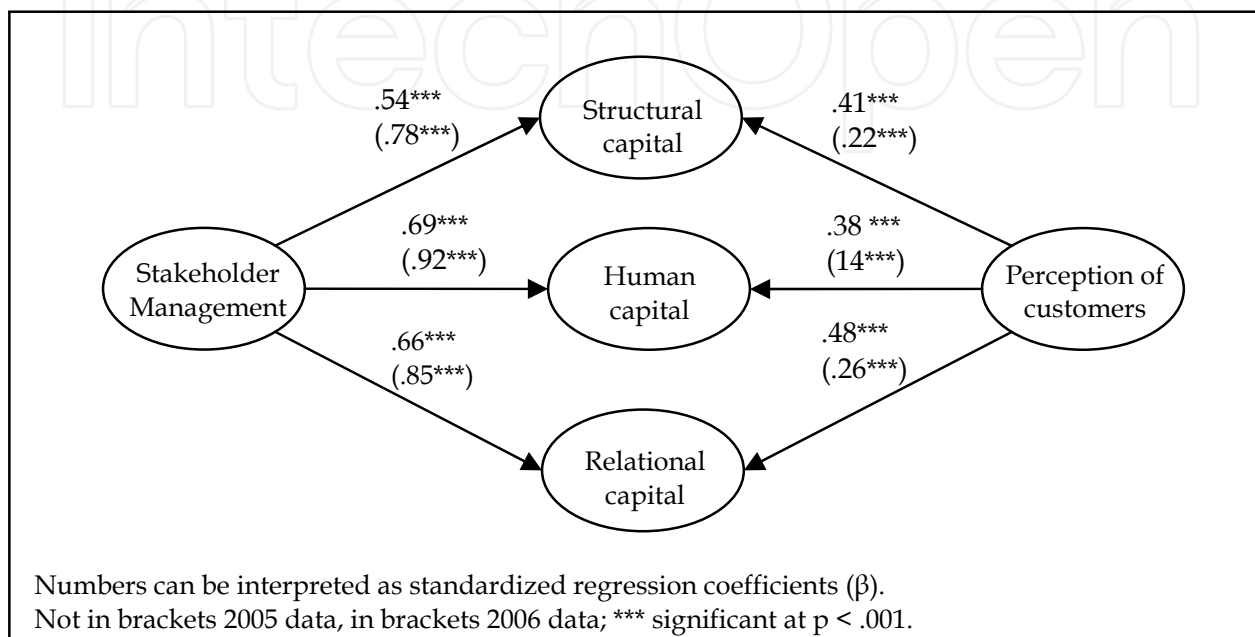 IntechOpen
.54***
(.78***)
Structural
capital
.41***
(.22***)
.69***
(.92***)
.38 ***
(14***)
Stakeholder
Management
Human
capital
Perception of
customers
.66***
(.85***)
.48***
(.26***)
Relational
capital
Numbers can be interpreted as standardized regression coefficients (β).
Not in brackets 2005 data, in brackets 2006 data; *** significant at p < .001.